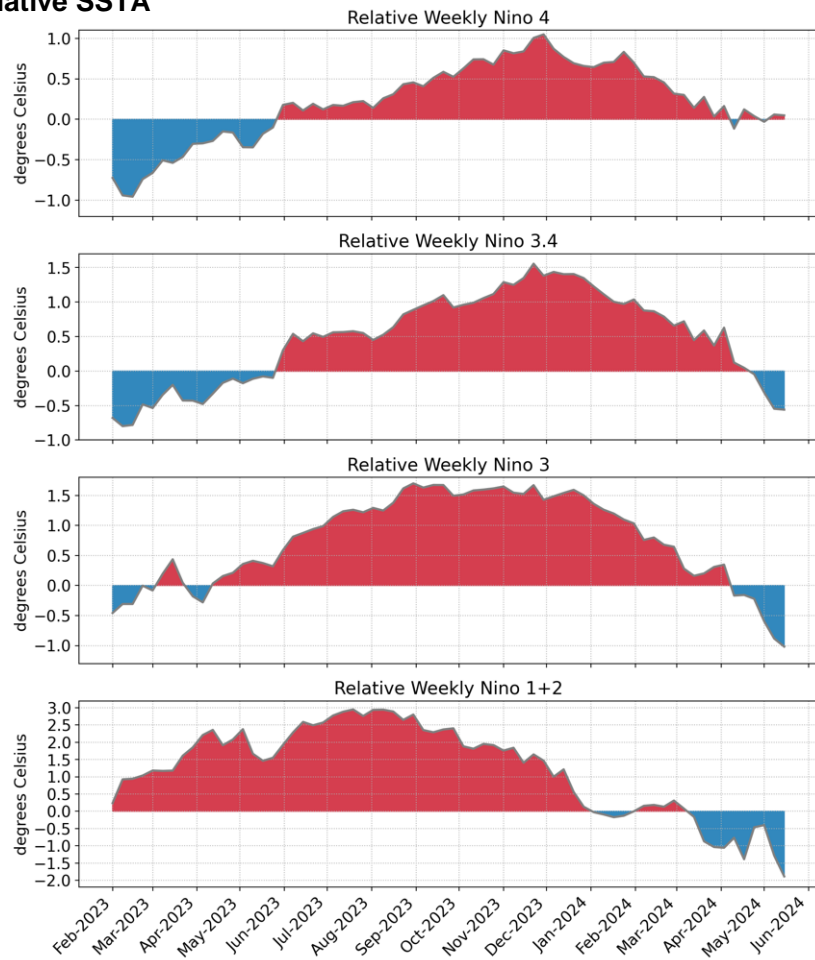 lative SSTA
Relative Weekly Nino 4
degrees Celsius
1.0
0.5
0.0
−0.5
−1.0
Relative Weekly Nino 3.4
degrees Celsius
1.5
1.0
0.5
0.0
−0.5
−1.0
Relative Weekly Nino 3
degrees Celsius
1.5
1.0
0.5
0.0
−0.5
−1.0
Relative Weekly Nino 1+2
degrees Celsius
3.0
2.5
2.0
1.5
1.0
0.5
0.0
−0.5
−1.0
−1.5
−2.0
Feb-2023
Mar-2023
Apr-2023
May-2023
Jun-2023
Jul-2023
Aug-2023
Sep-2023
Oct-2023
Nov-2023
Dec-2023
Jan-2024
Feb-2024
Mar-2024
Apr-2024
May-2024
Jun-2024